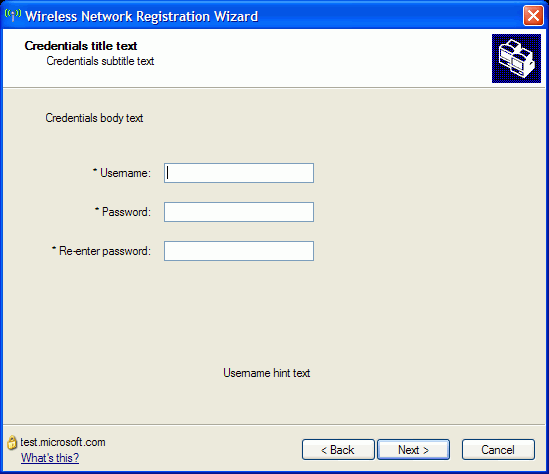 Wireless Network Registration Wizard
Credentials title text
Credentials subtitle text
Credentials body text
* Username:
* Password:
* Re-enter password:
Username hint text
test.microsoft.com
What's this?
< Back Next > Cancel